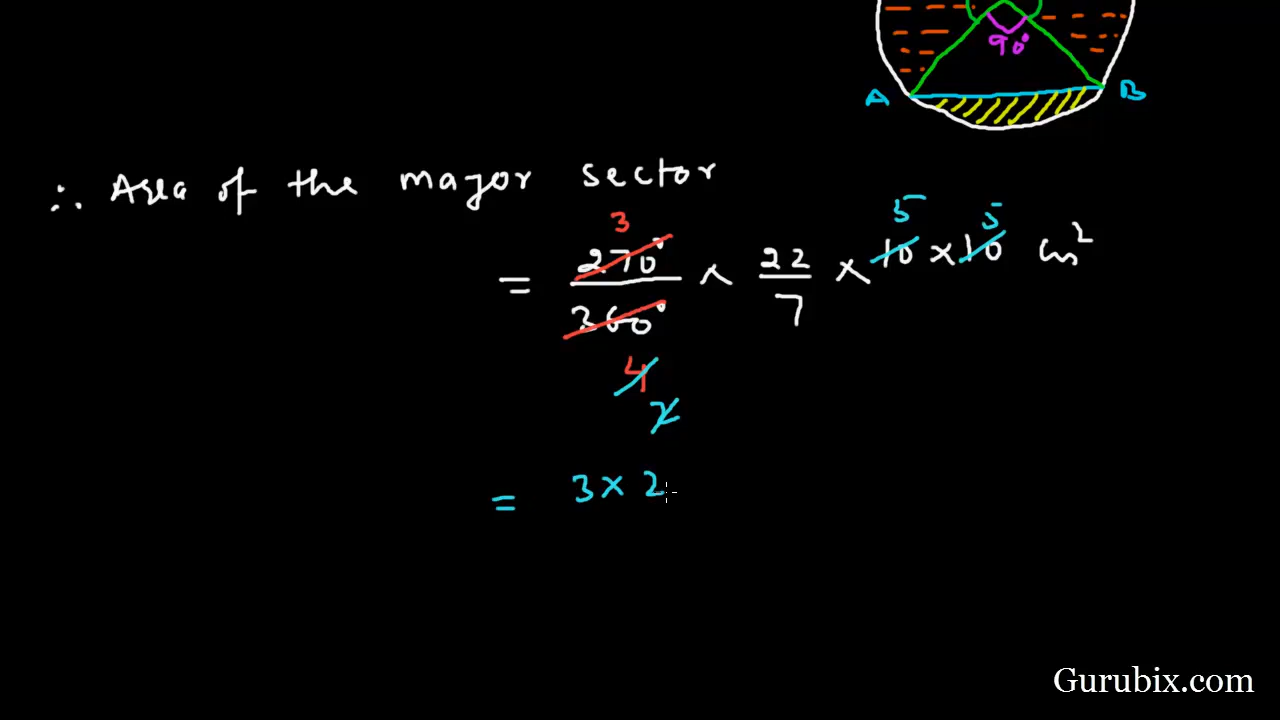 90°
A B
∴ Area of the major sector
3 5 5
= 270°/360° × 22/7 × 10 × 10 cm²
4
2
= 3 × 2
Gurubix.com